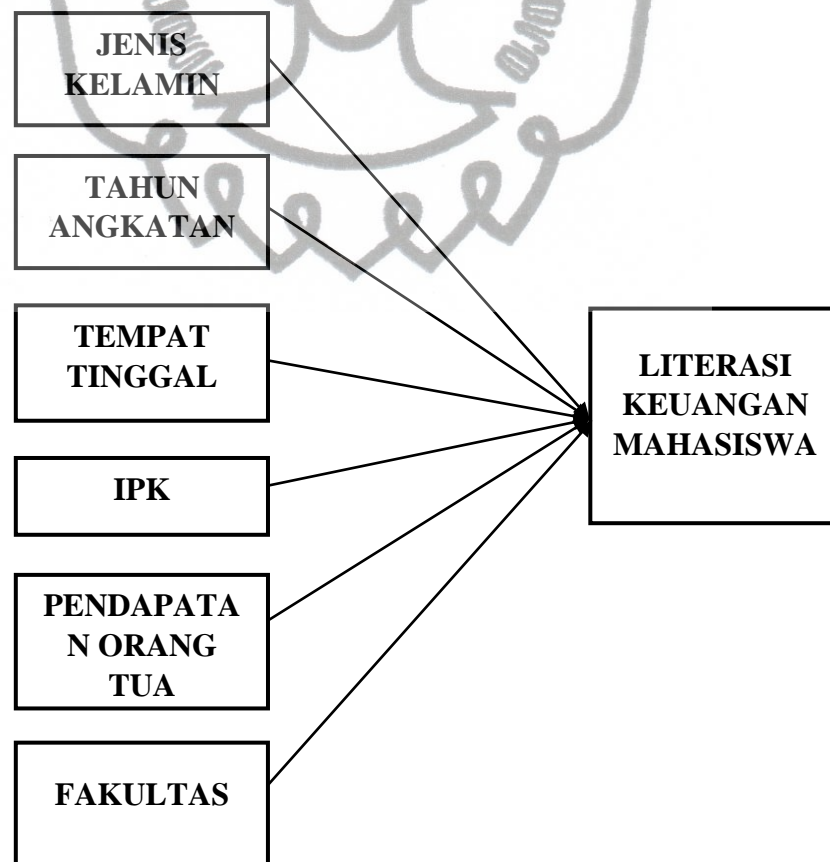 JENIS
KELAMIN
TAHUN
ANGKATAN
TEMPAT
TINGGAL
IPK
PENDAPATA
N ORANG
TUA
FAKULTAS
LITERASI
KEUANGAN
MAHASISWA